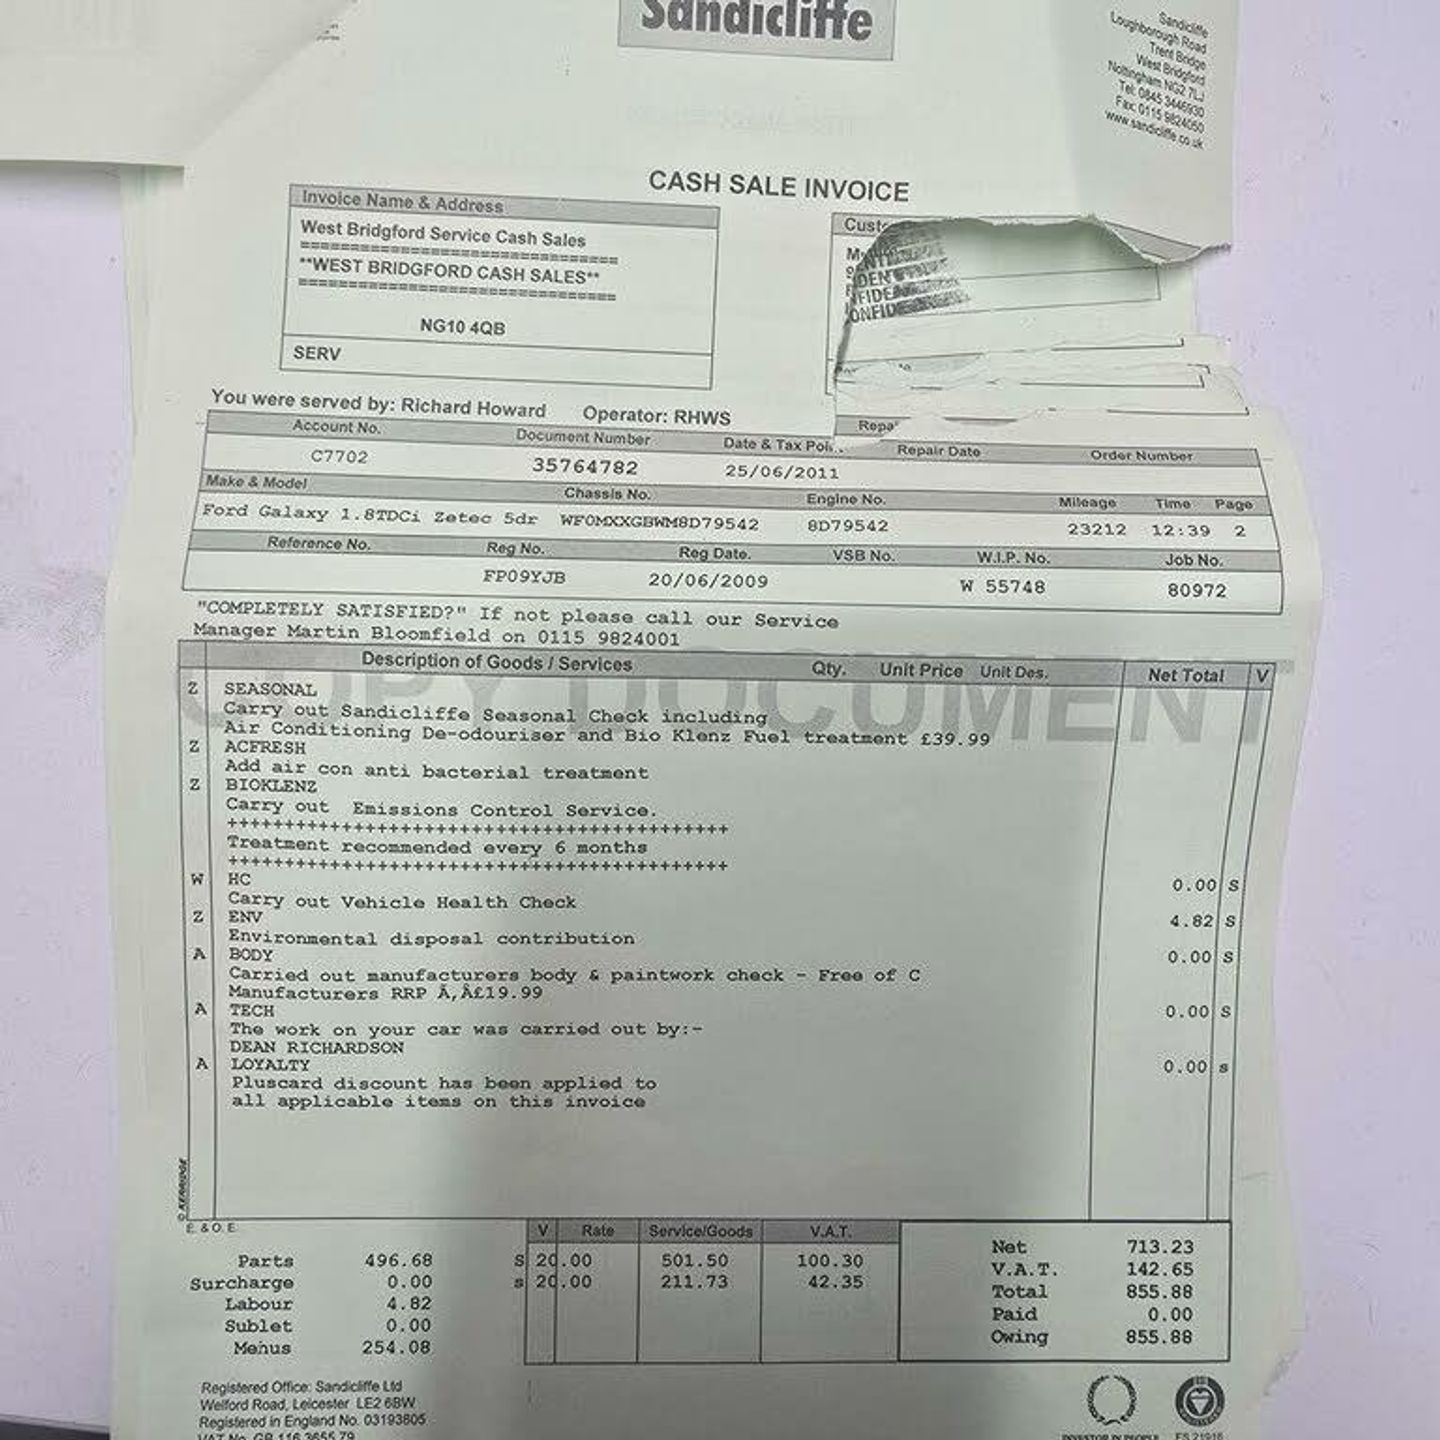 Sandicliffe
Sandicliffe
Loughborough Road
Trent Bridge
West Bridgford
Nottingham NG2 7LJ
Tel: 0845 3446930
Fax: 0115 9824050
www.sandicliffe.co.uk
CASH SALE INVOICE
Invoice Name & Address
West Bridgford Service Cash Sales
==============================
**WEST BRIDGFORD CASH SALES**
==============================
NG10 4QB
SERV
You were served by: Richard Howard Operator: RHWS
Account No. Document Number Date & Tax Repair Date Order Number
C7702 35764782 25/06/2011
Make & Model Chassis No. Engine No. Mileage Time Page
Ford Galaxy 1.8TDCi Zetec 5dr WF0MXXGBWM8D79542 8D79542 23212 12:39 2
Reference No. Reg No. Reg Date. VSB No. W.I.P. No. Job No.
FP09YJB 20/06/2009 W 55748 80972
"COMPLETELY SATISFIED?" If not please call our Service
Manager Martin Bloomfield on 0115 9824001
COPY DOCUMENT
Description of Goods / Services Qty. Unit Price Unit Des. Net Total V
Z SEASONAL
Carry out Sandicliffe Seasonal Check including
Air Conditioning De-odouriser and Bio Klenz Fuel treatment £39.99
Z ACFRESH
Add air con anti bacterial treatment
Z BIOKLENZ
Carry out Emissions Control Service.
+++++++++++++++++++++++++++++++++++++++++++
Treatment recommended every 6 months
+++++++++++++++++++++++++++++++++++++++++++
W HC 0.00 S
Carry out Vehicle Health Check
Z ENV 4.82 S
Environmental disposal contribution
A BODY 0.00 S
Carried out manufacturers body & paintwork check - Free of C
Manufacturers RRP Â,Â£19.99
A TECH 0.00 S
The work on your car was carried out by:-
DEAN RICHARDSON
A LOYALTY 0.00 s
Pluscard discount has been applied to
all applicable items on this invoice
© KERRIDGE
E. & O.E.
V Rate Service/Goods V.A.T.
Parts 496.68 S 20.00 501.50 100.30 Net 713.23
Surcharge 0.00 s 20.00 211.73 42.35 V.A.T. 142.65
Labour 4.82 Total 855.88
Sublet 0.00 Paid 0.00
Menus 254.08 Owing 855.88
Registered Office: Sandicliffe Ltd
Welford Road, Leicester LE2 6BW
Registered in England No. 03193805
VAT No. GB 116 3655 79
INVESTOR IN PEOPLE